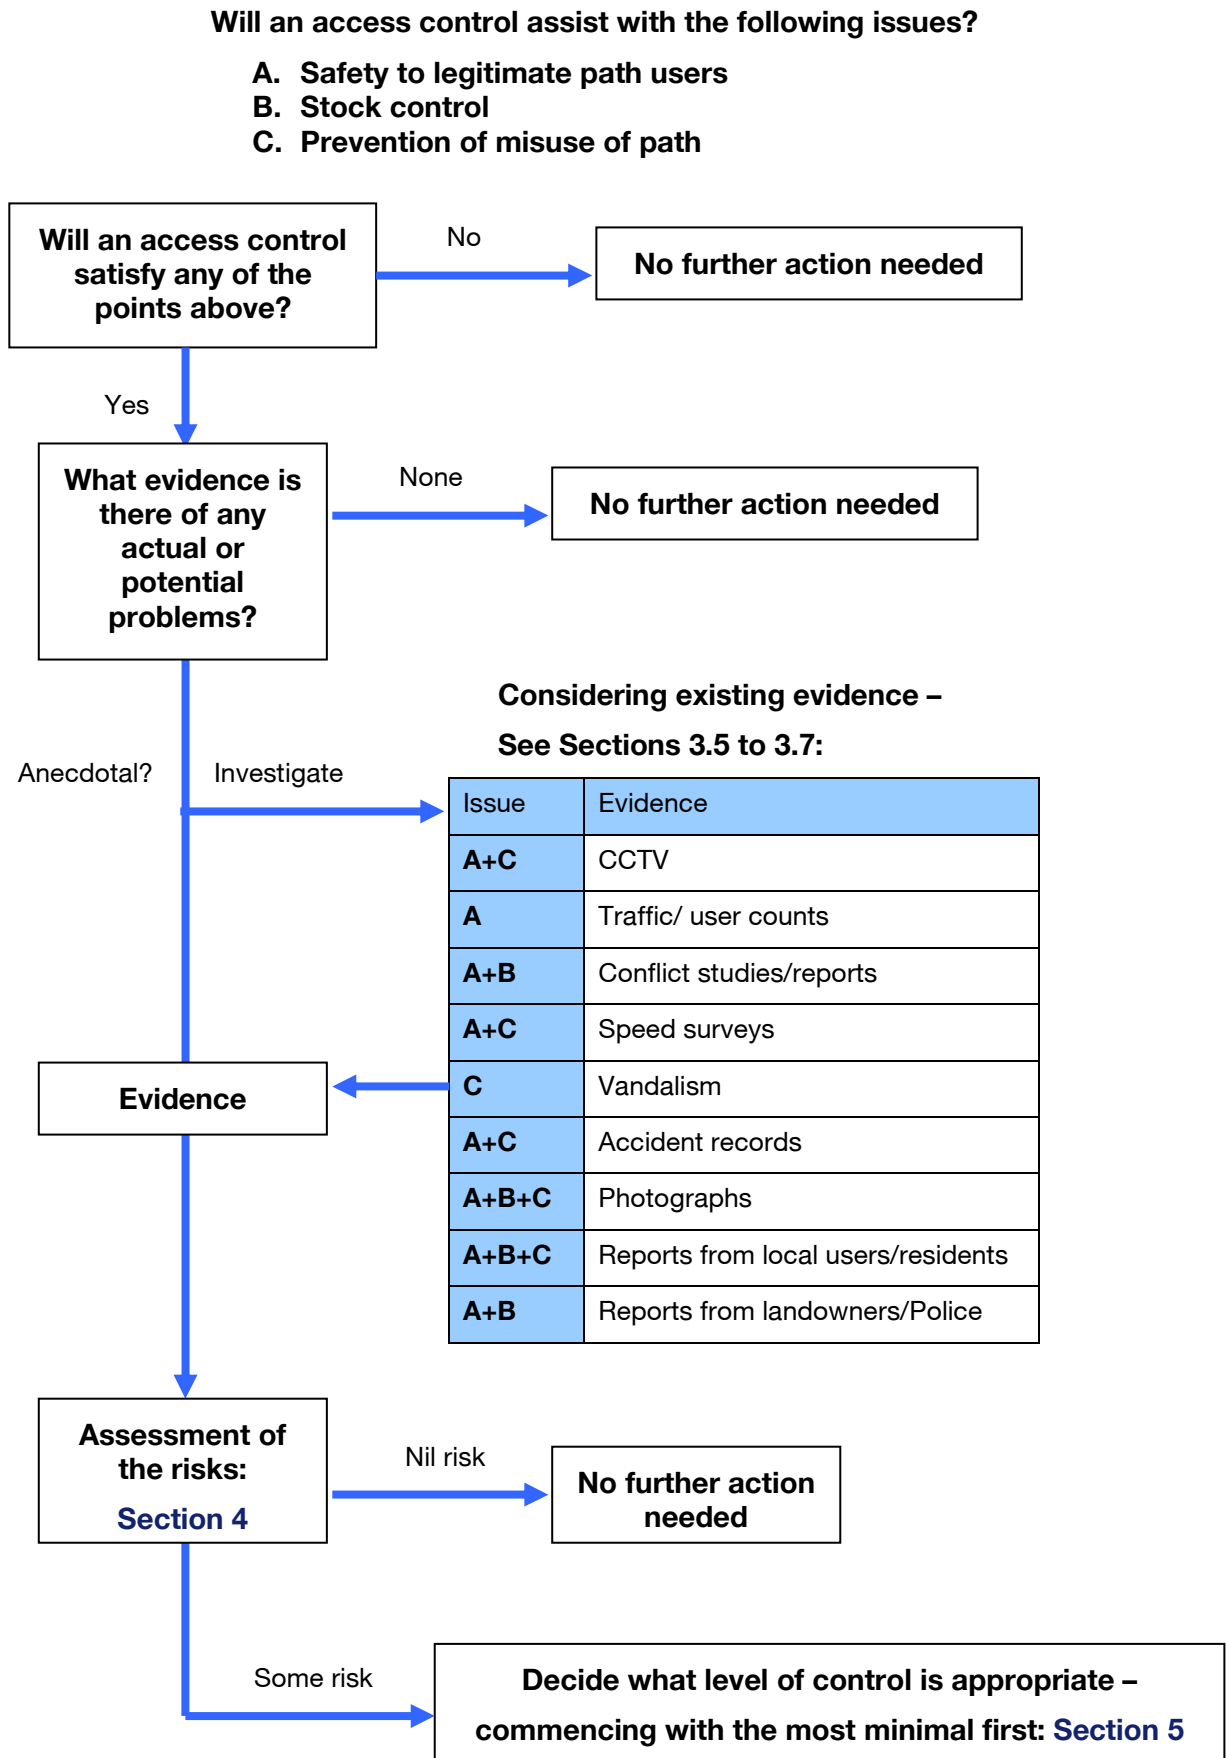 Will an access control assist with the following issues?
A. Safety to legitimate path users
B. Stock control
C. Prevention of misuse of path
Will an access control
satisfy any of the
points above?
No
No further action needed
Yes
What evidence is
there of any
actual or
potential
problems?
None
No further action needed
Considering existing evidence –
See Sections 3.5 to 3.7:
Anecdotal?
Investigate
Issue Evidence
A+C CCTV
A Traffic/ user counts
A+B Conflict studies/reports
A+C Speed surveys
C Vandalism
A+C Accident records
A+B+C Photographs
A+B+C Reports from local users/residents
A+B Reports from landowners/Police
Evidence
Assessment of
the risks:
Section 4
Nil risk
No further action
needed
Some risk
Decide what level of control is appropriate –
commencing with the most minimal first: Section 5